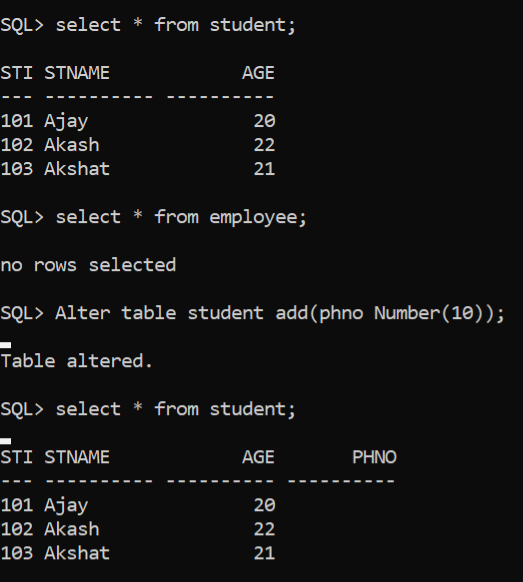 SQL> select * from student;
STI STNAME            AGE
--- ---------- ----------
101 Ajay               20
102 Akash              22
103 Akshat             21
SQL> select * from employee;
no rows selected
SQL> Alter table student add(phno Number(10));
Table altered.
SQL> select * from student;
STI STNAME            AGE       PHNO
--- ---------- ---------- ----------
101 Ajay               20
102 Akash              22
103 Akshat             21